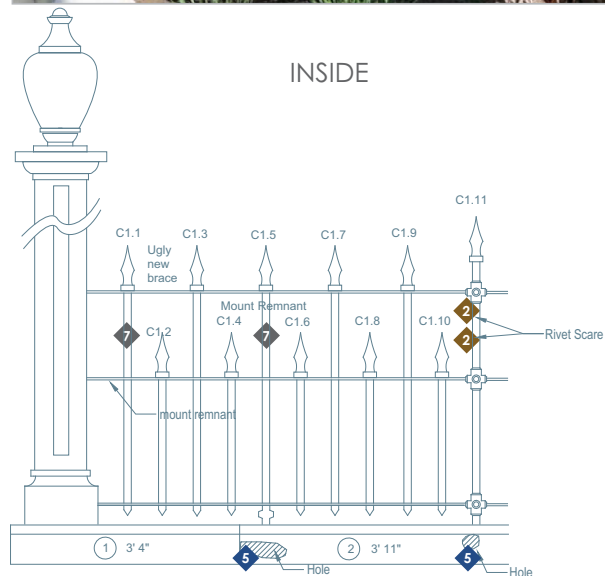 INSIDE
C1.11
C1.1
C1.3
C1.5
C1.7
C1.9
Ugly
new
brace
Mount Remnant
2
7
C1.2
C1.4
7
C1.6
C1.8
C1.10
2
Rivet Scare
mount remnant
1 3' 4"
2 3' 11"
5
Hole
5
Hole